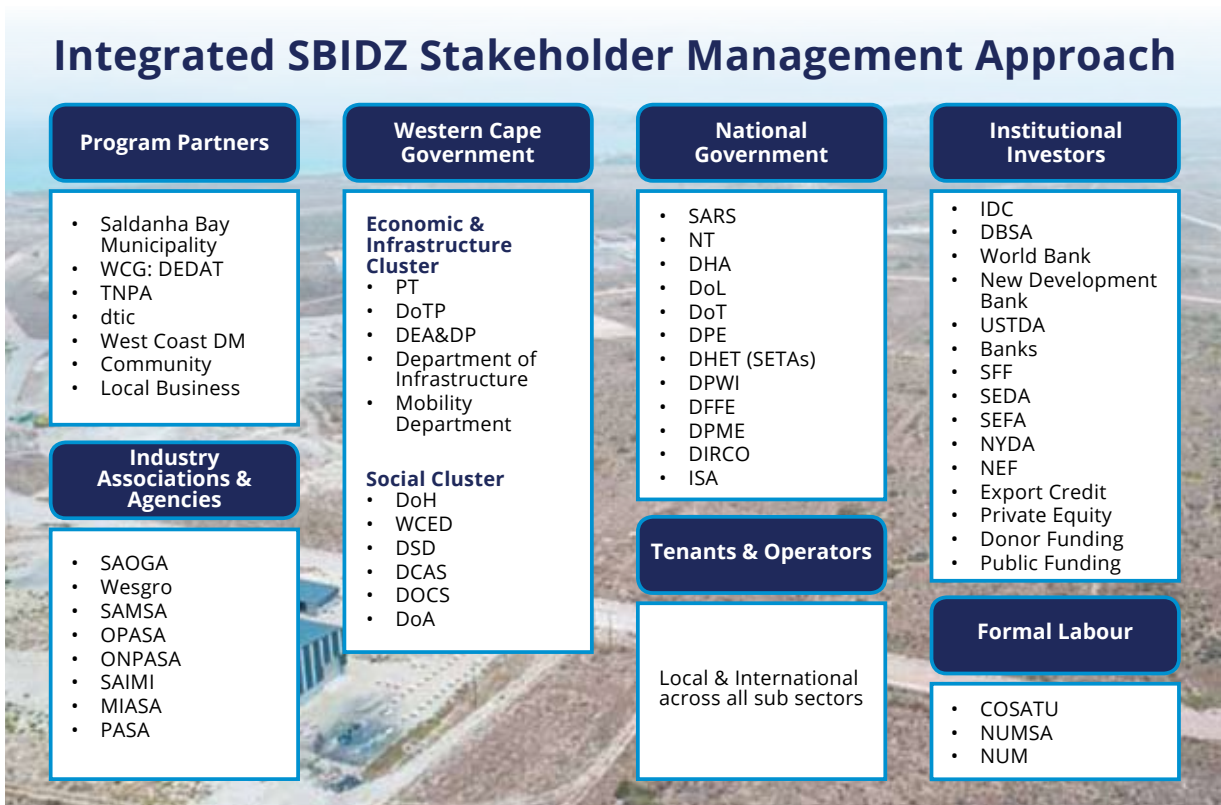 Integrated SBIDZ Stakeholder Management Approach
Program Partners
• Saldanha Bay
Municipality
• WCG: DEDAT
• TNPA
• dtic
• West Coast DM
• Community
• Local Business
Industry
Associations &
Agencies
• SAOGA
• Wesgro
• SAMSA
• OPASA
• ONPASA
• SAIMI
• MIASA
• PASA
Western Cape
Government
Economic &
Infrastructure
Cluster
• PT
• DoTP
• DEA&DP
• Department of
Infrastructure
• Mobility
Department
Social Cluster
• DoH
• WCED
• DSD
• DCAS
• DOCS
• DoA
National
Government
• SARS
• NT
• DHA
• DoL
• DoT
• DPE
• DHET (SETAs)
• DPWI
• DFFE
• DPME
• DIRCO
• ISA
Tenants & Operators
Local & International
across all sub sectors
Institutional
Investors
• IDC
• DBSA
• World Bank
• New Development
Bank
• USTDA
• Banks
• SFF
• SEDA
• SEFA
• NYDA
• NEF
• Export Credit
• Private Equity
• Donor Funding
• Public Funding
Formal Labour
• COSATU
• NUMSA
• NUM